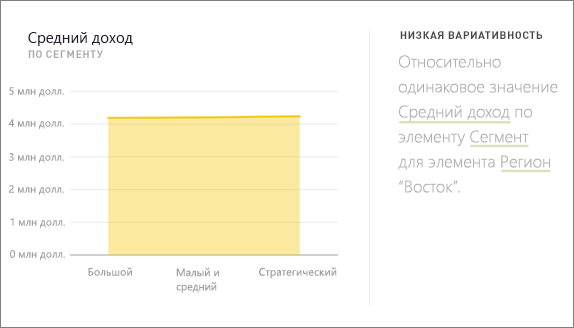 Средний доход
ПО СЕГМЕНТУ
5 млн долл.
4 млн долл.
3 млн долл.
2 млн долл.
1 млн долл.
0 млн долл.
Большой
Малый и
средний
Стратегический
НИЗКАЯ ВАРИАТИВНОСТЬ
Относительно
одинаковое значение
Средний доход по
элементу Сегмент
для элемента Регион
"Восток".